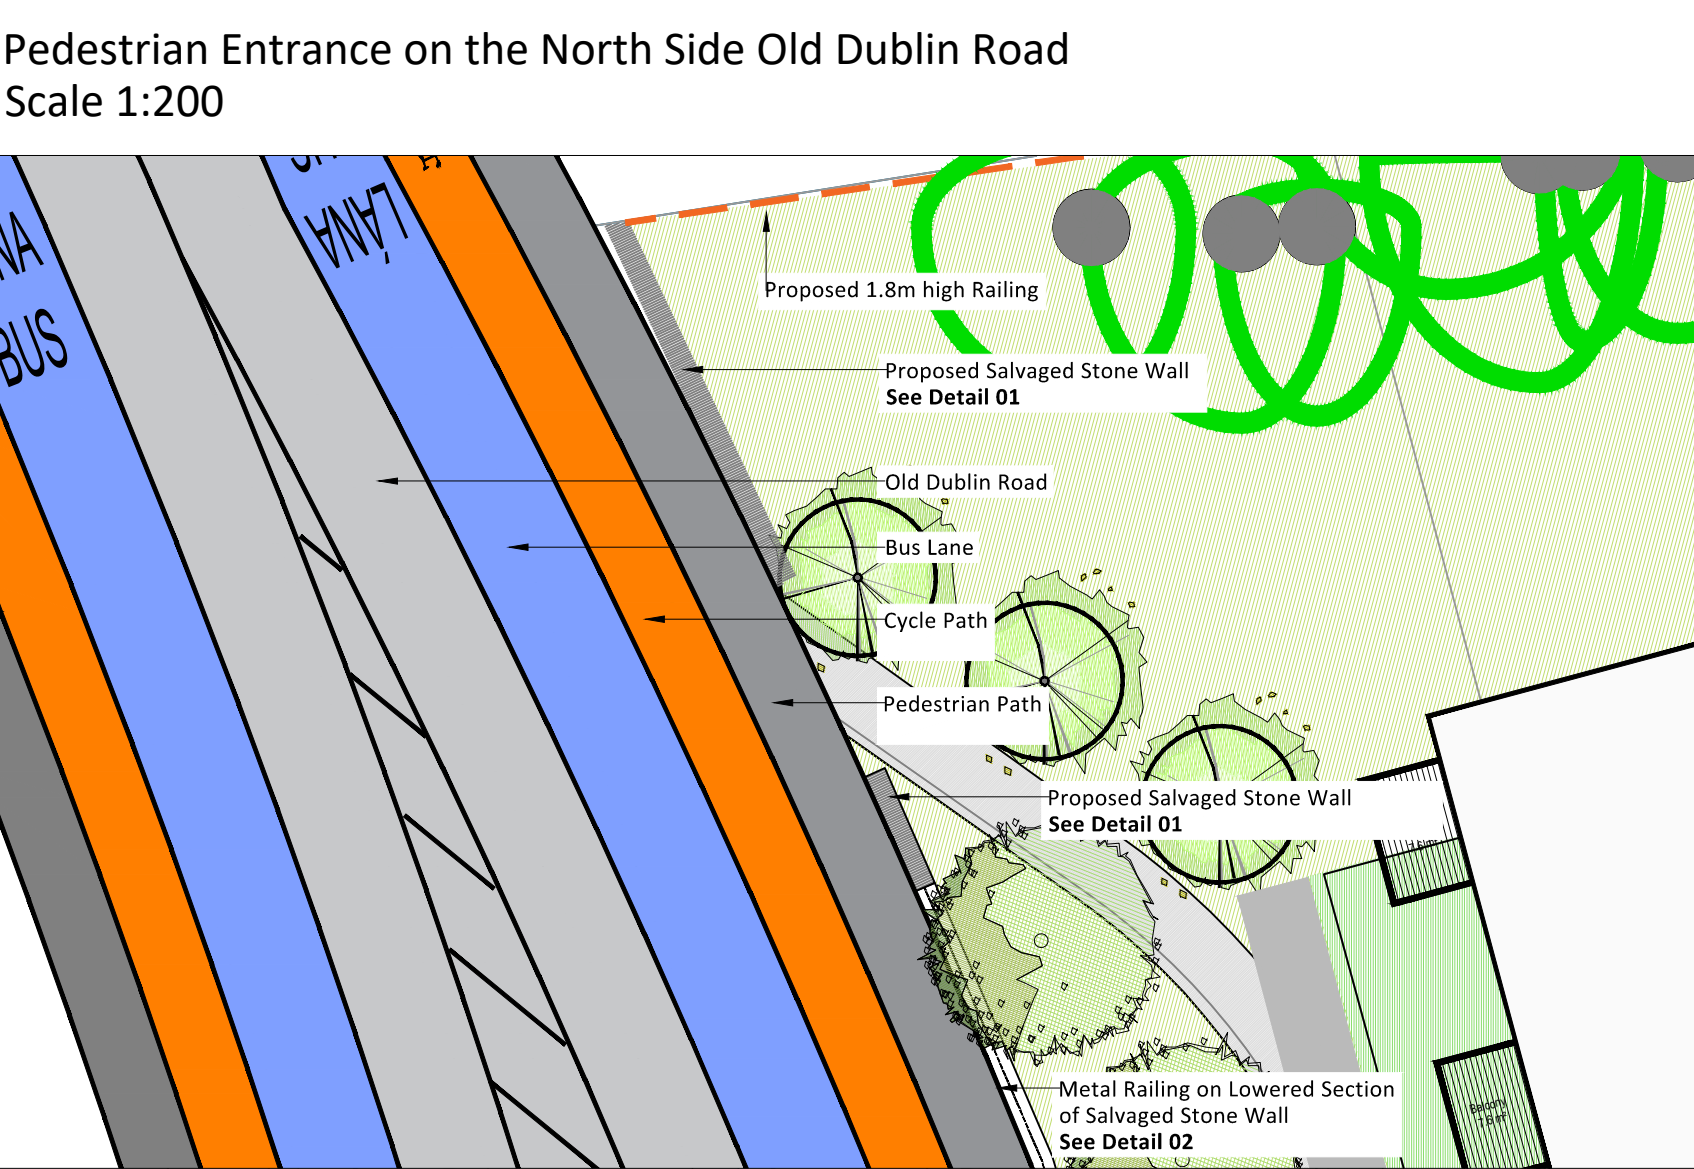 Pedestrian Entrance on the North Side Old Dublin Road
Scale 1:200
LÁNA
BUS
Proposed 1.8m high Railing
Proposed Salvaged Stone Wall
See Detail 01
Old Dublin Road
Bus Lane
Cycle Path
Pedestrian Path
Proposed Salvaged Stone Wall
See Detail 01
Metal Railing on Lowered Section
of Salvaged Stone Wall
See Detail 02
Balcony